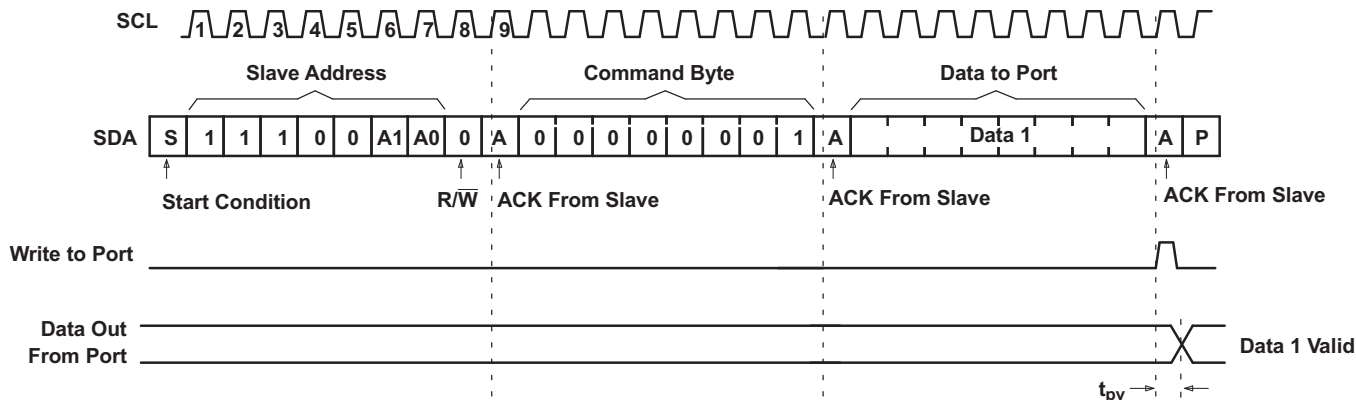 SCL 1 2 3 4 5 6 7 8 9
Slave Address Command Byte Data to Port
SDA S 1 1 1 0 0 A1 A0 0 A 0 0 0 0 0 0 0 1 A Data 1 A P
Start Condition R/W̅ ACK From Slave ACK From Slave ACK From Slave
Write to Port
Data Out
From Port
Data 1 Valid
tpv